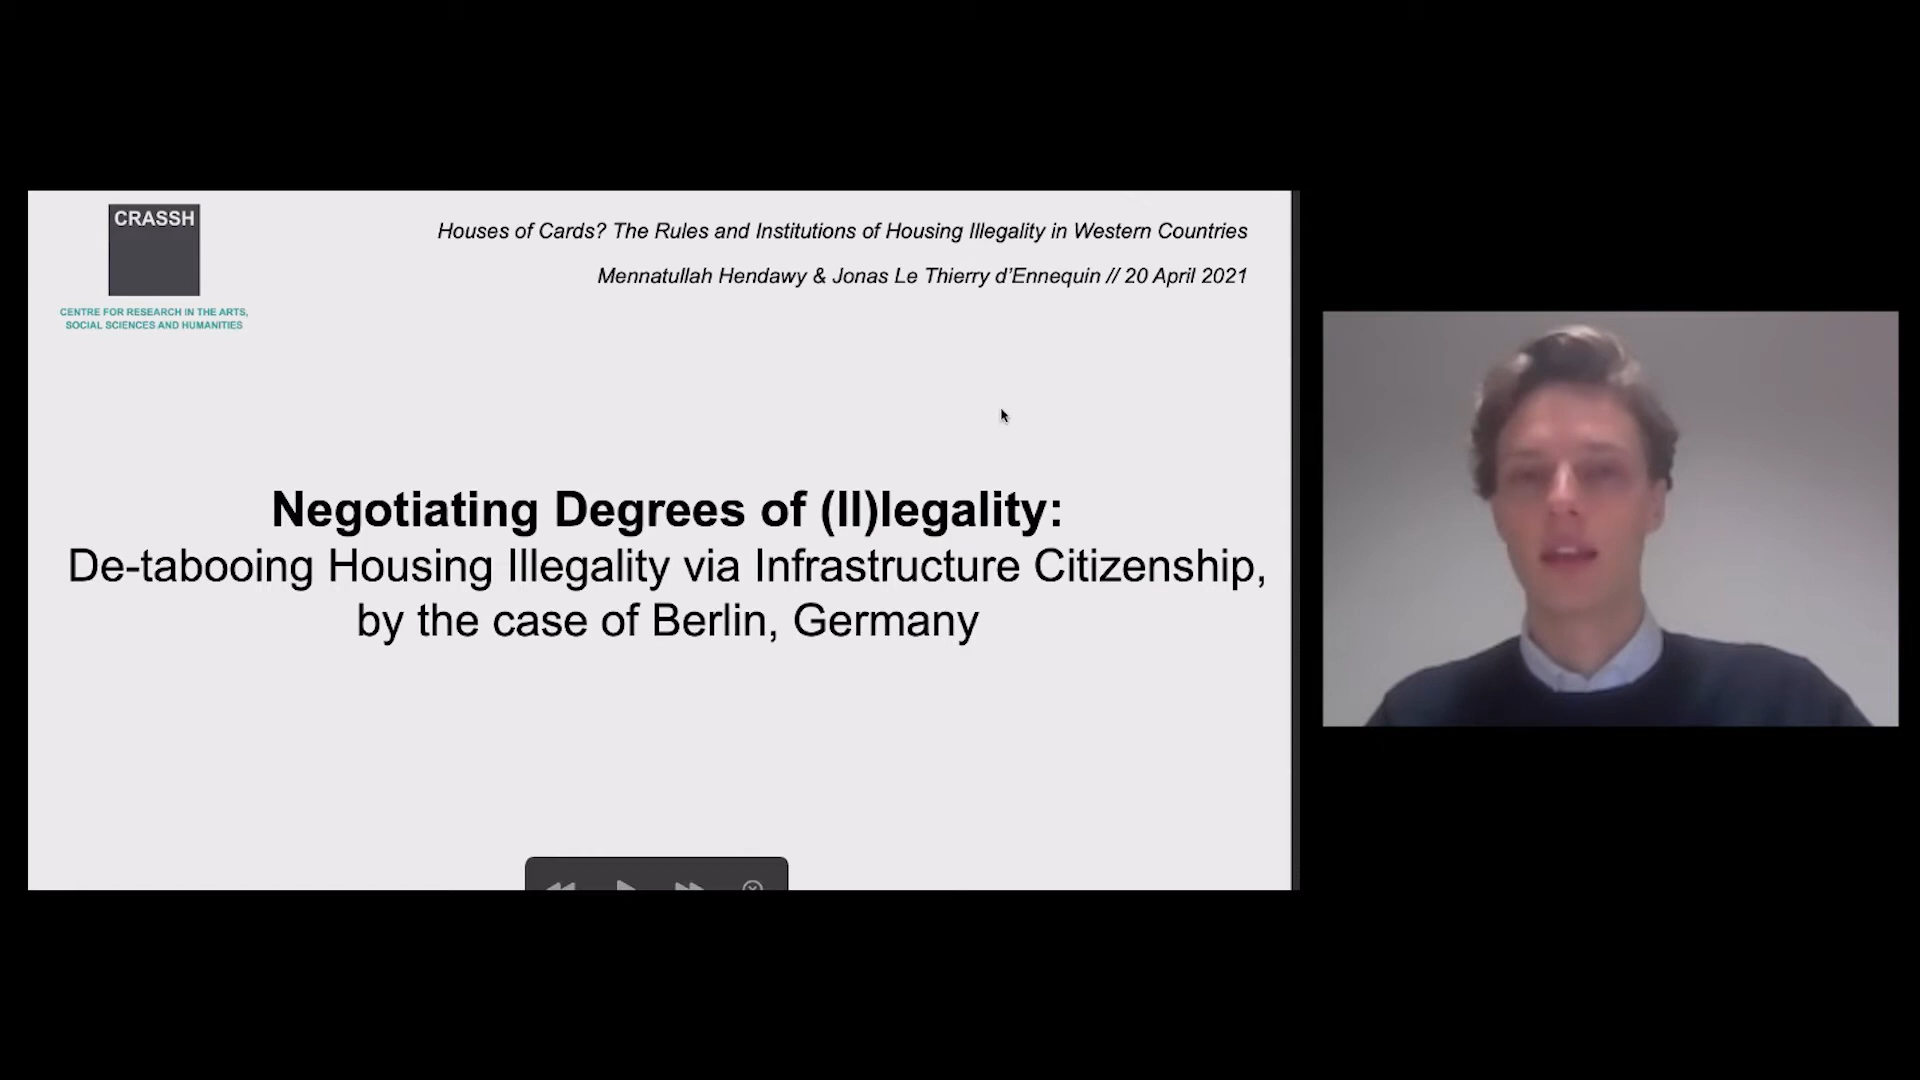 CRASSH
CENTRE FOR RESEARCH IN THE ARTS,
SOCIAL SCIENCES AND HUMANITIES
Houses of Cards? The Rules and Institutions of Housing Illegality in Western Countries
Mennatullah Hendawy & Jonas Le Thierry d'Ennequin // 20 April 2021
Negotiating Degrees of (Il)legality:
De-tabooing Housing Illegality via Infrastructure Citizenship,
by the case of Berlin, Germany